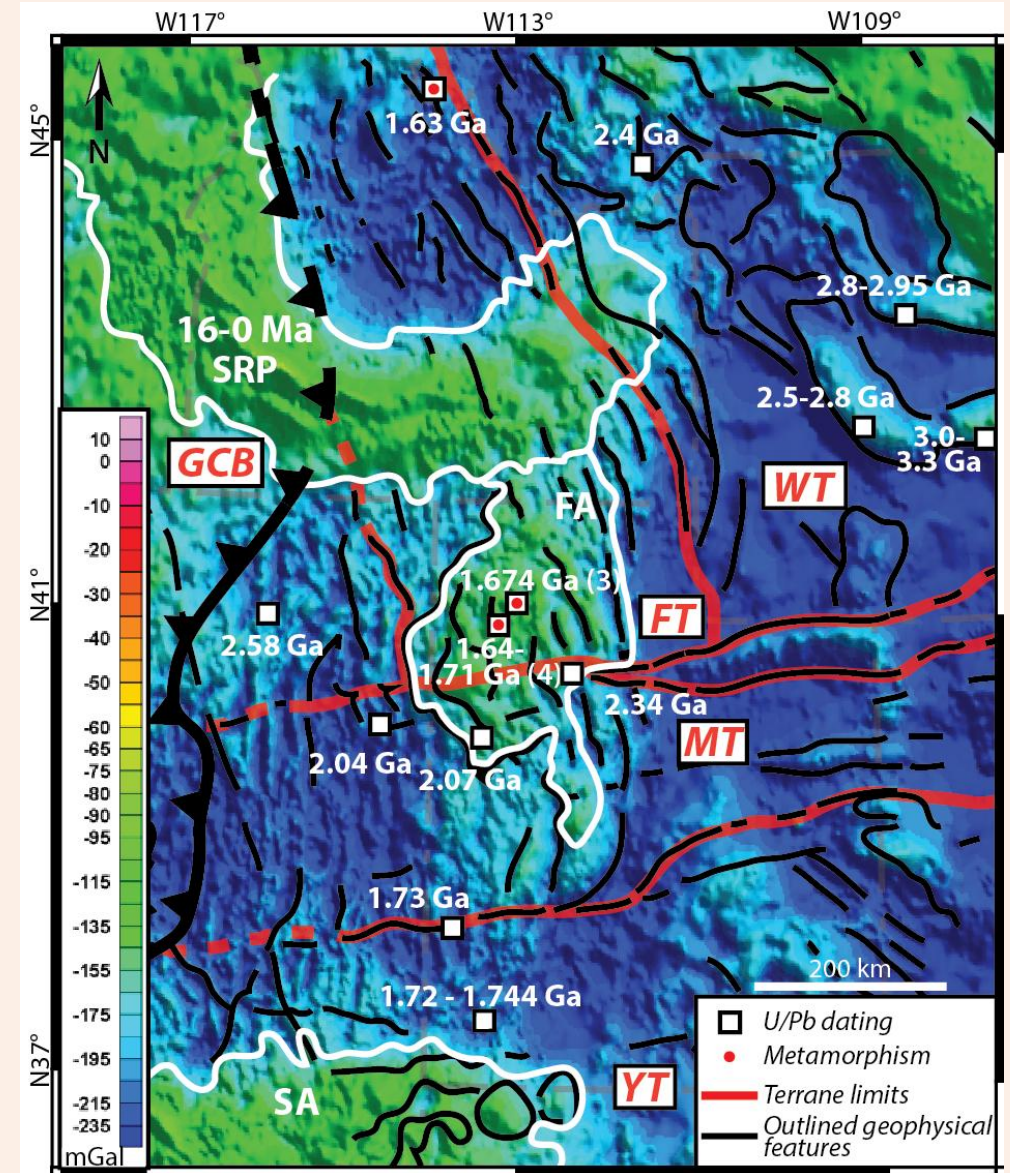 W117°
W113°
W109°
N45°
N41°
N37°
N
1.63 Ga
2.4 Ga
2.8-2.95 Ga
16-0 Ma
SRP
2.5-2.8 Ga
3.0-
3.3 Ga
GCB
WT
FA
1.674 Ga (3)
2.58 Ga
FT
1.64-
1.71 Ga (4)
2.34 Ga
MT
2.04 Ga
2.07 Ga
1.73 Ga
1.72 - 1.744 Ga
200 km
SA
YT
10
0
-10
-20
-30
-40
-50
-60
-65
-75
-80
-90
-95
-115
-135
-155
-175
-195
-215
-235
mGal
U/Pb dating
Metamorphism
Terrane limits
Outlined geophysical
features